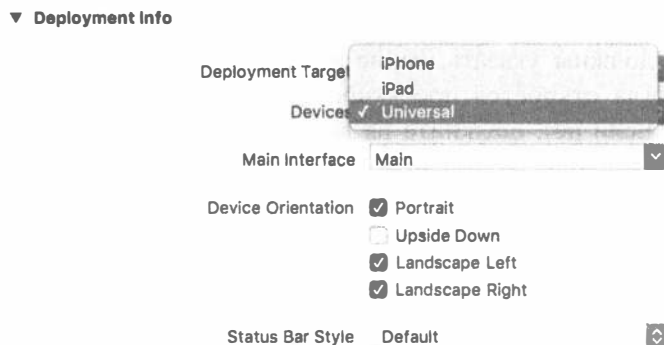 Deployment Info
Deployment Target
iPhone
iPad
Devices ✓ Universal
Main Interface Main
Device Orientation Portrait
Upside Down
Landscape Left
Landscape Right
Status Bar Style Default